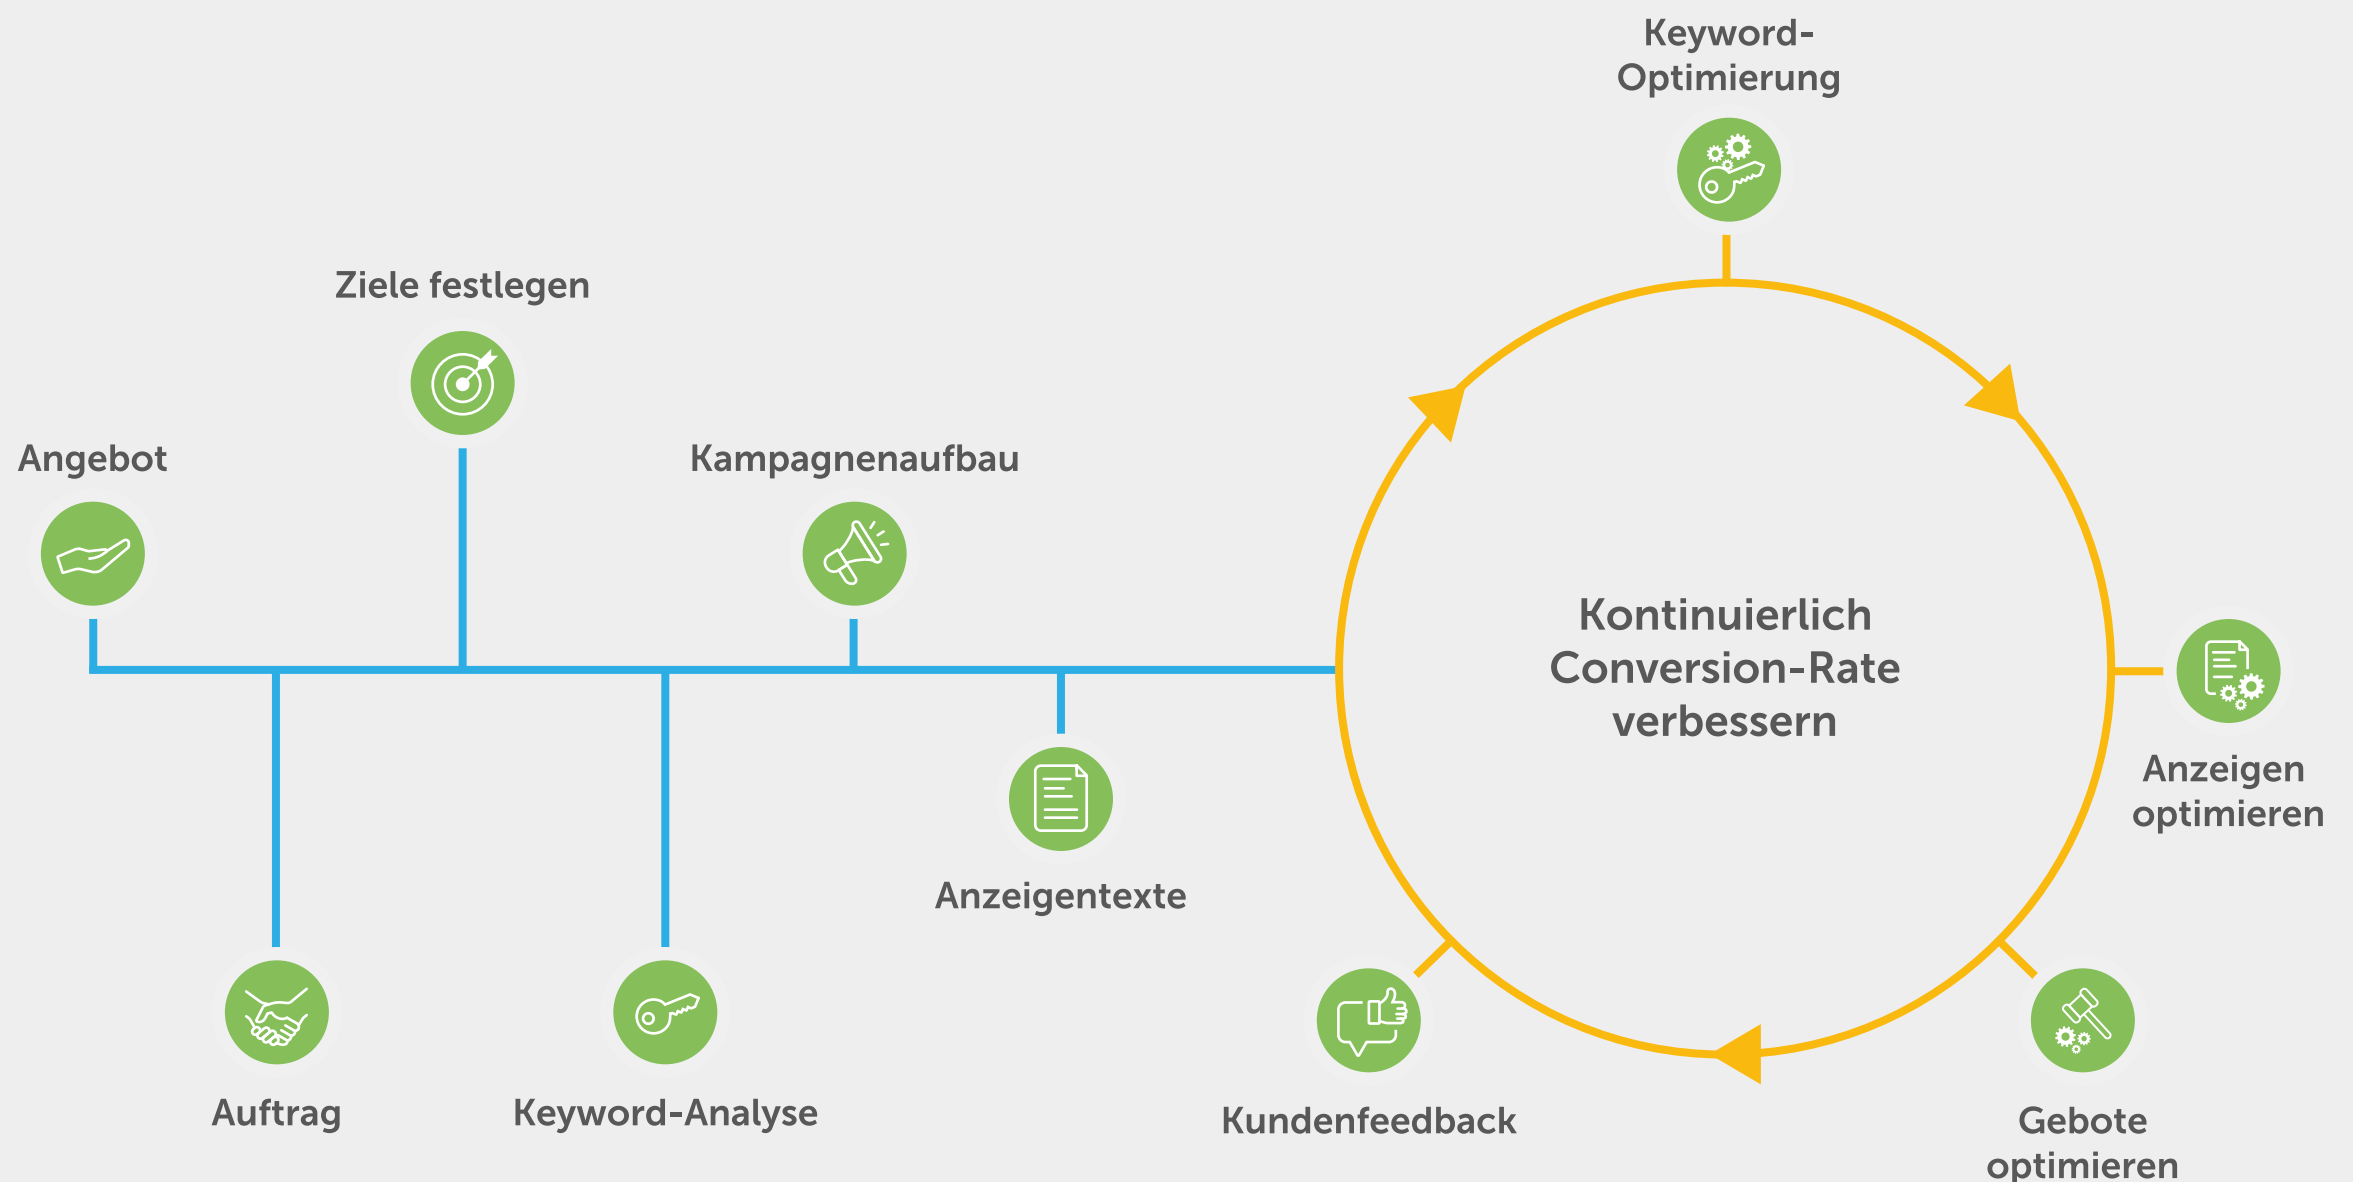 Angebot
Auftrag
Ziele festlegen
Keyword-Analyse
Kampagnenaufbau
Anzeigentexte
Kontinuierlich
Conversion-Rate
verbessern
Keyword-
Optimierung
Anzeigen
optimieren
Gebote
optimieren
Kundenfeedback